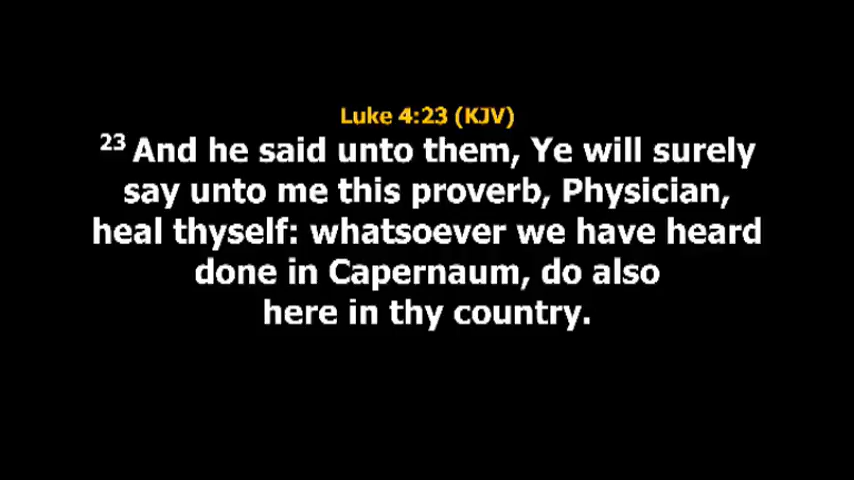 Luke 4:23 (KJV)
23 And he said unto them, Ye will surely
say unto me this proverb, Physician,
heal thyself: whatsoever we have heard
done in Capernaum, do also
here in thy country.